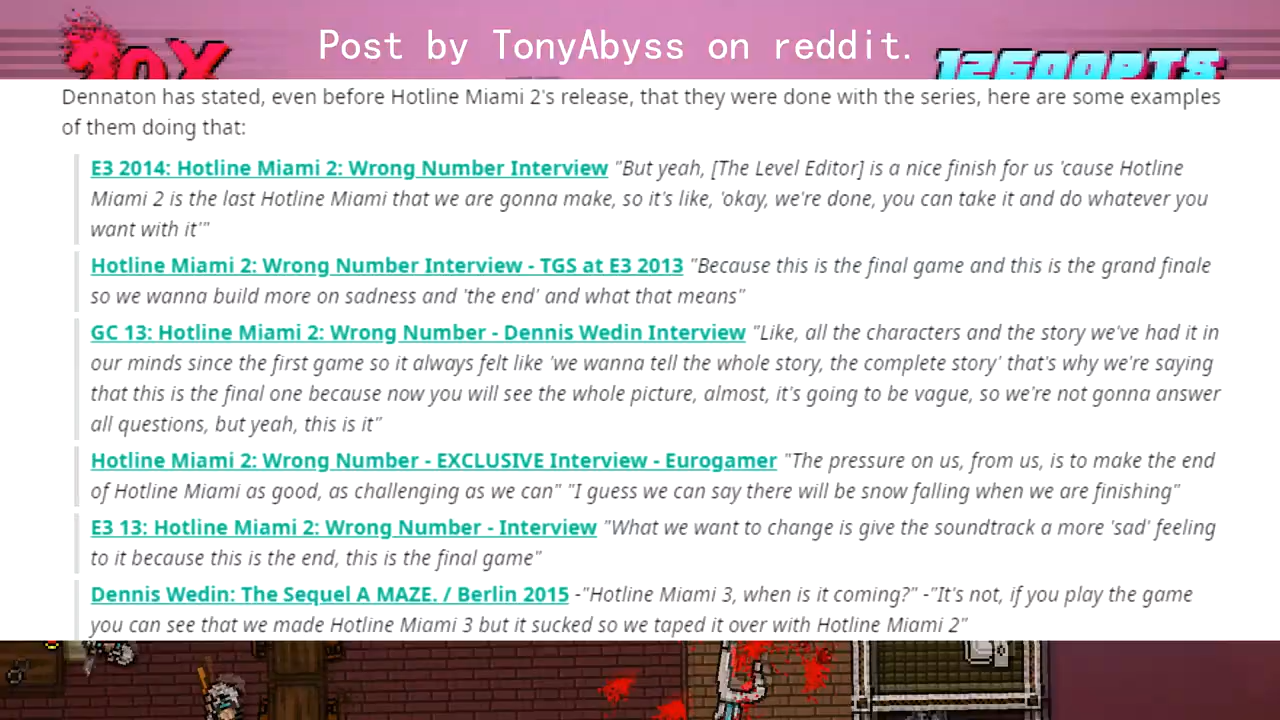 30X
Post by TonyAbyss on reddit.
12600PTS
Dennaton has stated, even before Hotline Miami 2's release, that they were done with the series, here are some examples
of them doing that:
E3 2014: Hotline Miami 2: Wrong Number Interview "But yeah, [The Level Editor] is a nice finish for us 'cause Hotline
Miami 2 is the last Hotline Miami that we are gonna make, so it's like, 'okay, we're done, you can take it and do whatever you
want with it'"
Hotline Miami 2: Wrong Number Interview - TGS at E3 2013 "Because this is the final game and this is the grand finale
so we wanna build more on sadness and 'the end' and what that means"
GC 13: Hotline Miami 2: Wrong Number - Dennis Wedin Interview "Like, all the characters and the story we've had it in
our minds since the first game so it always felt like 'we wanna tell the whole story, the complete story' that's why we're saying
that this is the final one because now you will see the whole picture, almost, it's going to be vague, so we're not gonna answer
all questions, but yeah, this is it"
Hotline Miami 2: Wrong Number - EXCLUSIVE Interview - Eurogamer "The pressure on us, from us, is to make the end
of Hotline Miami as good, as challenging as we can" "I guess we can say there will be snow falling when we are finishing"
E3 13: Hotline Miami 2: Wrong Number - Interview "What we want to change is give the soundtrack a more 'sad' feeling
to it because this is the end, this is the final game"
Dennis Wedin: The Sequel A MAZE. / Berlin 2015 -"Hotline Miami 3, when is it coming?" -"It's not, if you play the game
you can see that we made Hotline Miami 3 but it sucked so we taped it over with Hotline Miami 2"